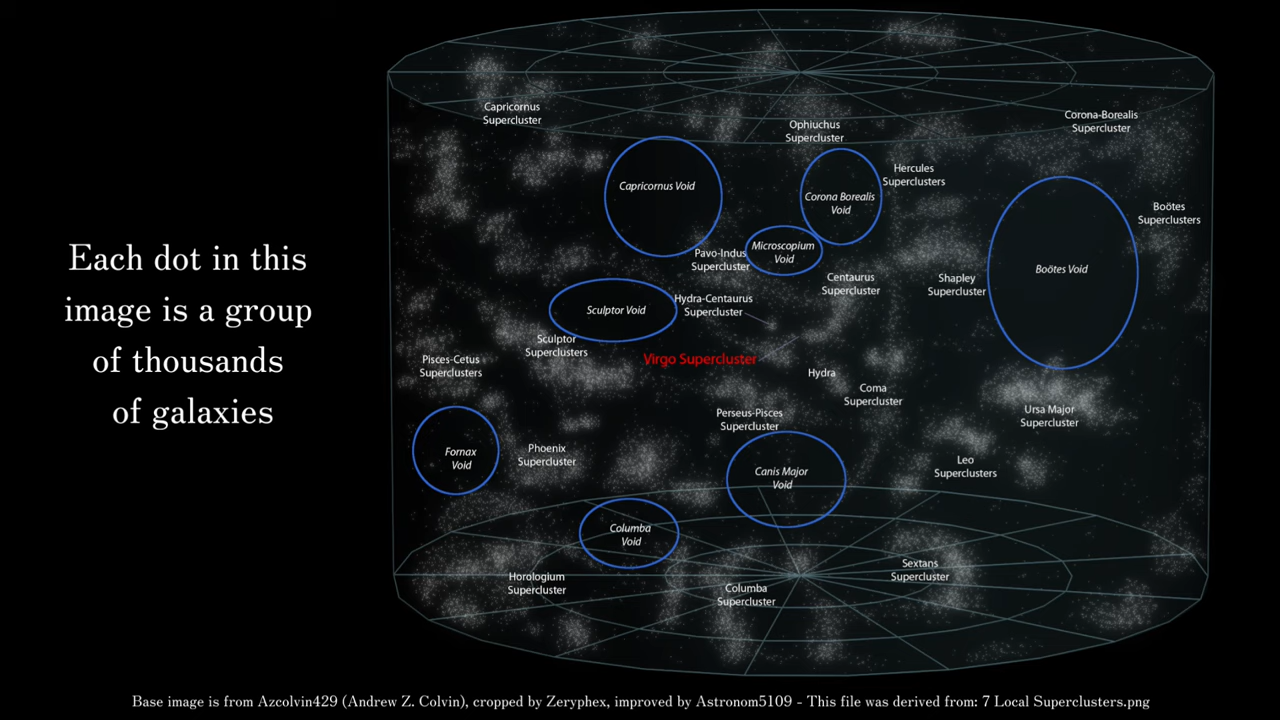 Each dot in this
image is a group
of thousands
of galaxies
Capricornus
Supercluster
Ophiuchus
Supercluster
Corona-Borealis
Supercluster
Capricornus Void
Corona Borealis
Void
Hercules
Superclusters
Boötes
Superclusters
Pavo-Indus
Supercluster
Microscopium
Void
Centaurus
Supercluster
Shapley
Supercluster
Boötes Void
Sculptor Void
Hydra-Centaurus
Supercluster
Sculptor
Superclusters
Virgo Supercluster
Pisces-Cetus
Superclusters
Hydra
Coma
Supercluster
Perseus-Pisces
Supercluster
Ursa Major
Supercluster
Fornax
Void
Phoenix
Supercluster
Canis Major
Void
Leo
Superclusters
Columba
Void
Horologium
Supercluster
Columba
Supercluster
Sextans
Supercluster
Base image is from Azcolvin429 (Andrew Z. Colvin), cropped by Zeryphex, improved by Astronom5109 - This file was derived from: 7 Local Superclusters.png